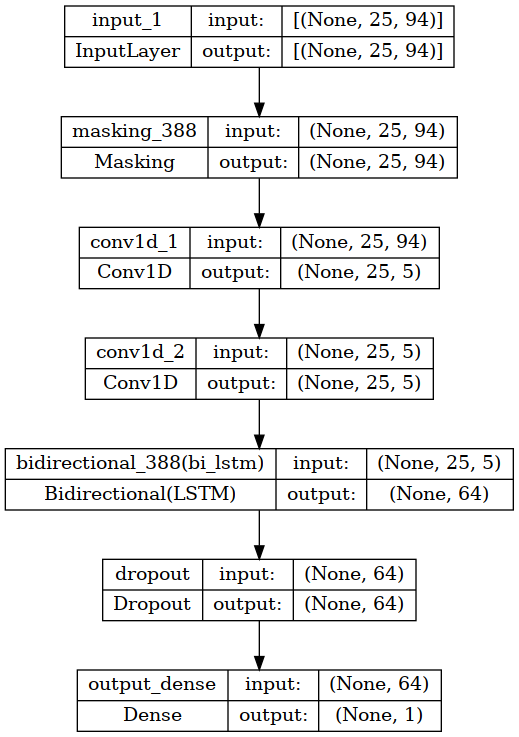 input_1 input: [(None, 25, 94)]
InputLayer output: [(None, 25, 94)]
masking_388 input: (None, 25, 94)
Masking output: (None, 25, 94)
conv1d_1 input: (None, 25, 94)
Conv1D output: (None, 25, 5)
conv1d_2 input: (None, 25, 5)
Conv1D output: (None, 25, 5)
bidirectional_388(bi_lstm) input: (None, 25, 5)
Bidirectional(LSTM) output: (None, 64)
dropout input: (None, 64)
Dropout output: (None, 64)
output_dense input: (None, 64)
Dense output: (None, 1)